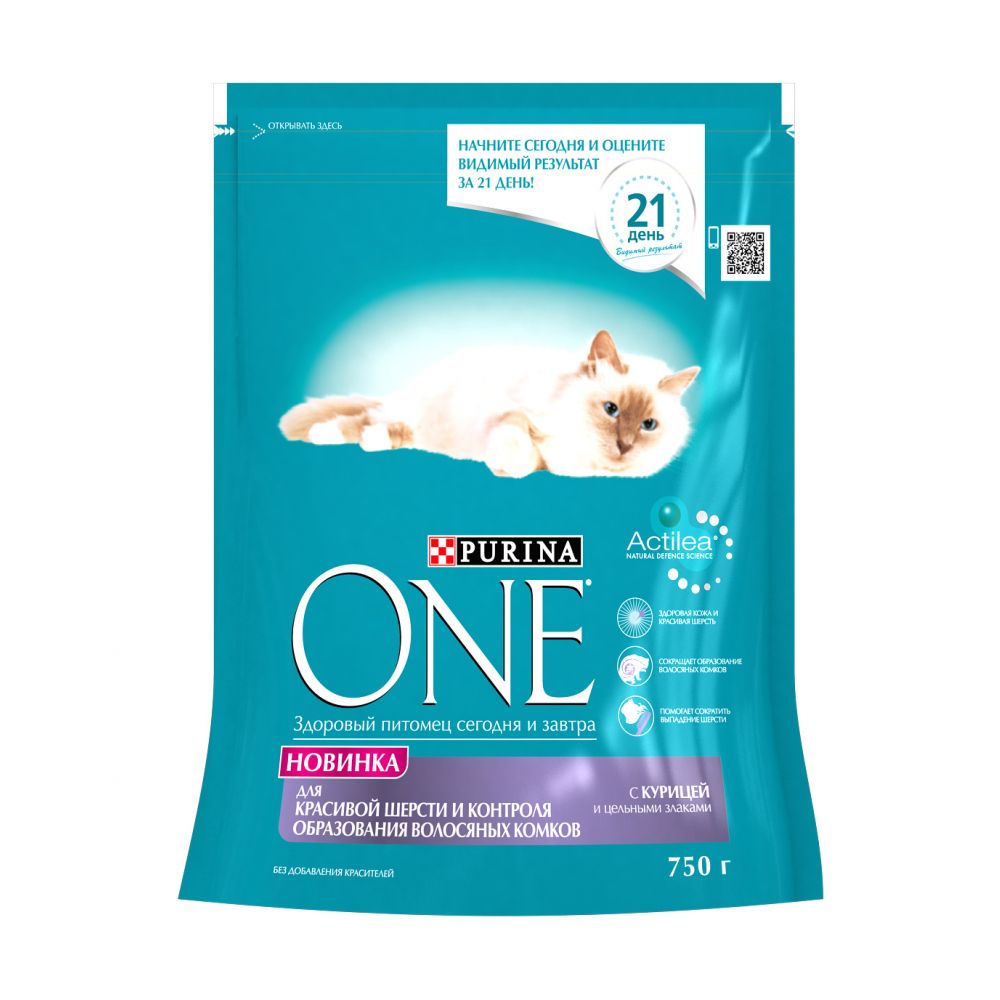 ОТКРЫВАТЬ ЗДЕСЬ
НАЧНИТЕ СЕГОДНЯ И ОЦЕНИТЕ
ВИДИМЫЙ РЕЗУЛЬТАТ
ЗА 21 ДЕНЬ!
21
день
Видимый результат
PURINA
ONE
Здоровый питомец сегодня и завтра
Actilea®
NATURAL DEFENCE SCIENCE
ЗДОРОВАЯ КОЖА И
КРАСИВАЯ ШЕРСТЬ
СОКРАЩАЕТ ОБРАЗОВАНИЕ
ВОЛОСЯНЫХ КОМКОВ
ПОМОГАЕТ СОКРАТИТЬ
ВЫПАДЕНИЕ ШЕРСТИ
НОВИНКА
ДЛЯ
КРАСИВОЙ ШЕРСТИ И КОНТРОЛЯ
ОБРАЗОВАНИЯ ВОЛОСЯНЫХ КОМКОВ
С КУРИЦЕЙ
И ЦЕЛЬНЫМИ ЗЛАКАМИ
БЕЗ ДОБАВЛЕНИЯ КРАСИТЕЛЕЙ
750 г